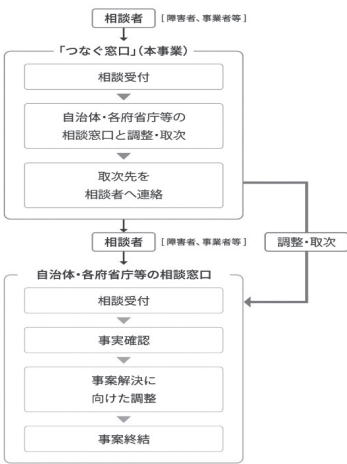 相談者 [障害者、事業者等]
「つなぐ窓口」(本事業)
相談受付
自治体・各府省庁等の
相談窓口と調整・取次
取次先を
相談者へ連絡
相談者 [障害者、事業者等]
調整・取次
自治体・各府省庁等の相談窓口
相談受付
事実確認
事案解決に
向けた調整
事案終結